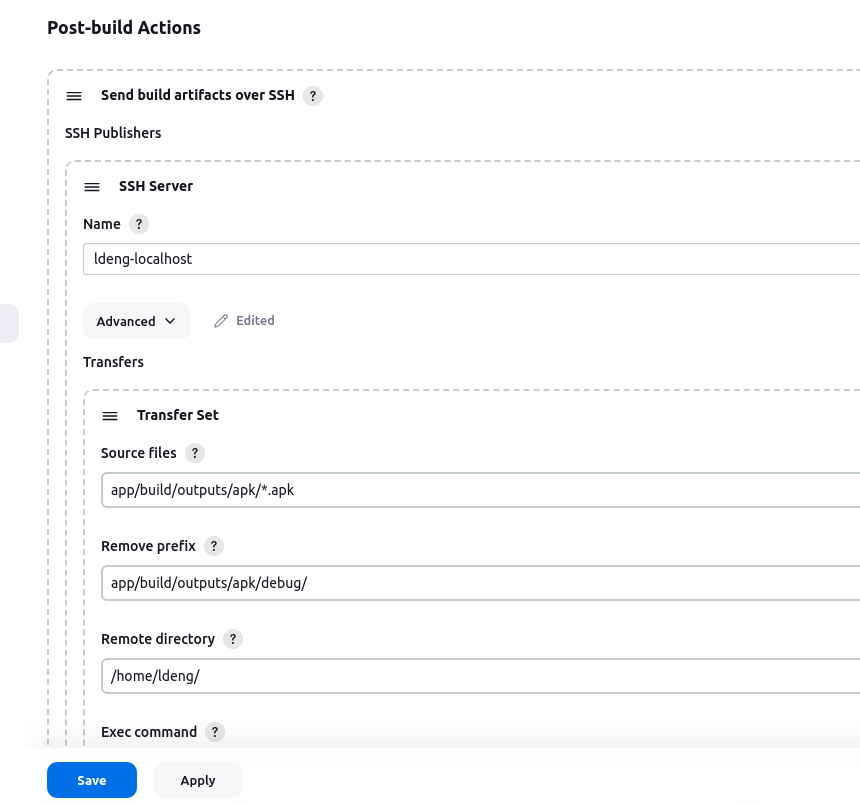 Post-build Actions
Send build artifacts over SSH ?
SSH Publishers
SSH Server
Name ?
ldeng-localhost
Advanced Edited
Transfers
Transfer Set
Source files ?
app/build/outputs/apk/*.apk
Remove prefix ?
app/build/outputs/apk/debug/
Remote directory ?
/home/ldeng/
Exec command ?
Save Apply